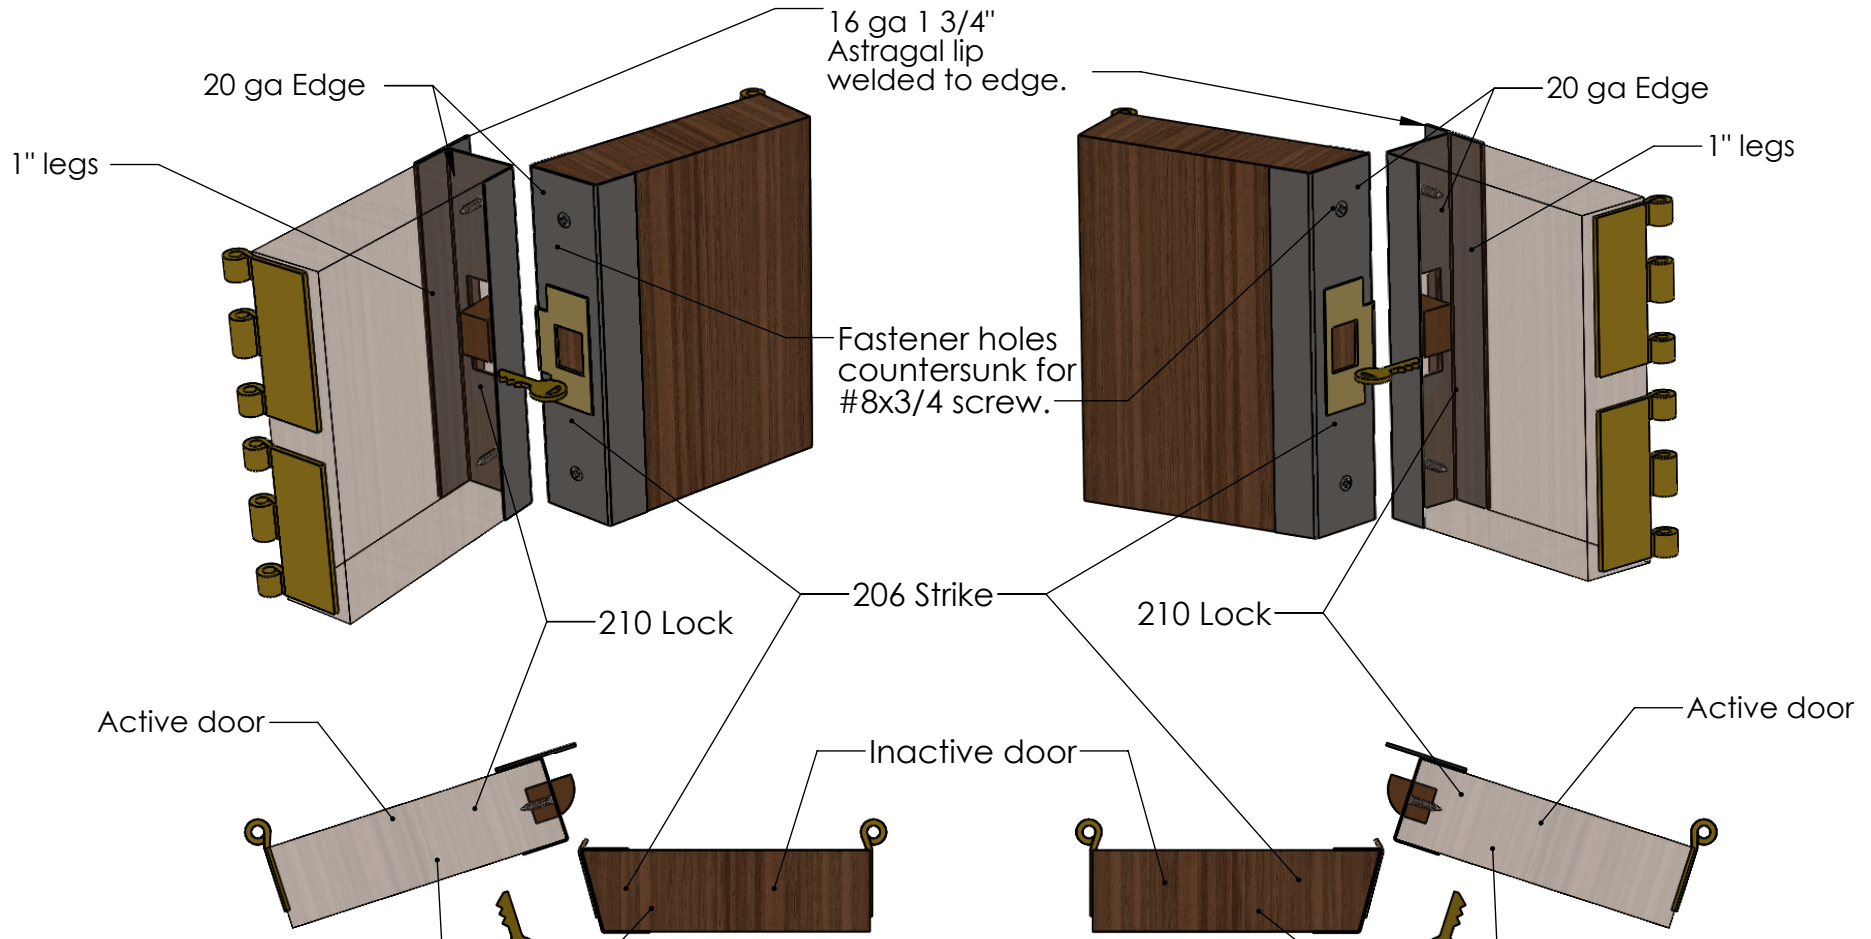 16 ga 1 3/4"
Astragal lip
welded to edge.
20 ga Edge
20 ga Edge
1" legs
1" legs
Fastener holes
countersunk for
#8x3/4 screw.
206 Strike
210 Lock
210 Lock
Active door
Active door
Inactive door